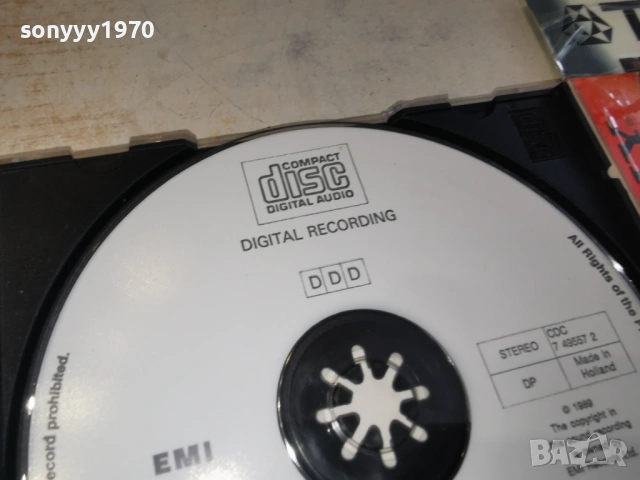 sonyyy1970
COMPACT
disc
DIGITAL AUDIO
DIGITAL RECORDING
DDD
All Rights of the
STEREO
CDC
7 49557 2
DP
Made in
Holland
℗ 1989
The copyright in
recording
EMI
record prohibited.
BAZAR